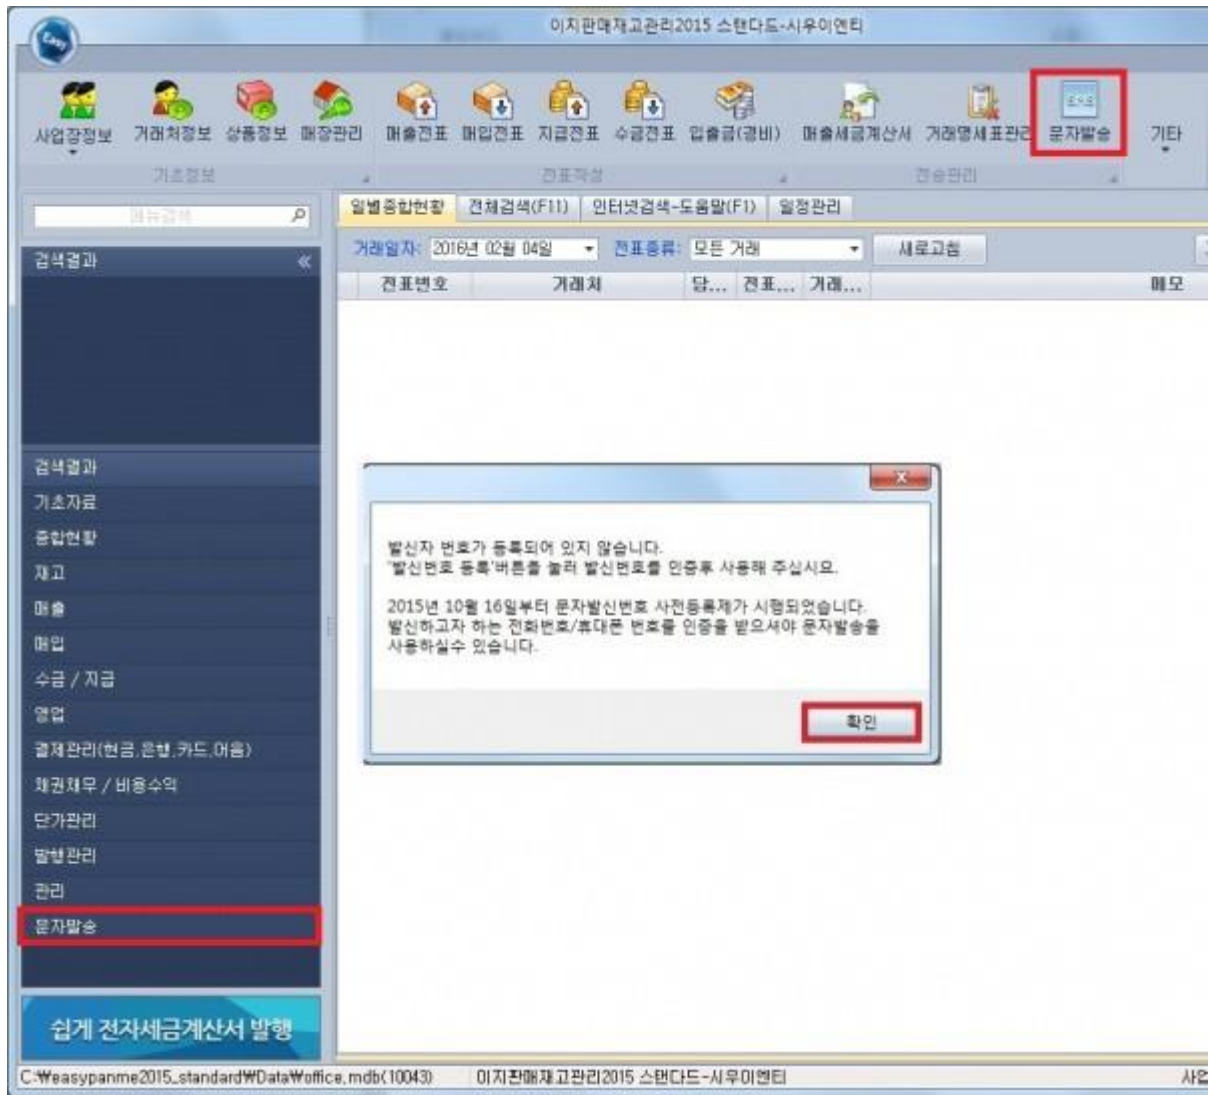 Easy
이지판매재고관리2015 스탠다드-시우이엔티
사업장정보 거래처정보 상품정보 매장관리 매출전표 매입전표 지급전표 수금전표 입출금(경비) 매출세금계산서 거래명세표관리 문자발송 기타
기초정보 전표작성 전송관리
메뉴검색
일별종합현황 전체검색(F11) 인터넷검색-도움말(F1) 일정관리
검색결과 «
거래일자: 2016년 02월 04일 전표종류: 모든 거래 새로고침
전표번호 거래처 담... 전표... 거래... 메모
검색결과
기초자료
종합현황
재고
매출
매입
수금 / 지급
영업
결제관리(현금,은행,카드,어음)
채권채무 / 비용수익
단가관리
발행관리
관리
문자발송
발신자 번호가 등록되어 있지 않습니다.
'발신번호 등록'버튼을 눌러 발신번호를 인증후 사용해 주십시요.
2015년 10월 16일부터 문자발신번호 사전등록제가 시행되었습니다.
발신하고자 하는 전화번호/휴대폰 번호를 인증을 받으셔야 문자발송을
사용하실수 있습니다.
확인
쉽게 전자세금계산서 발행
C:₩easypanme2015_standard₩Data₩office.mdb(10043) 이지판매재고관리2015 스탠다드-시우이엔티